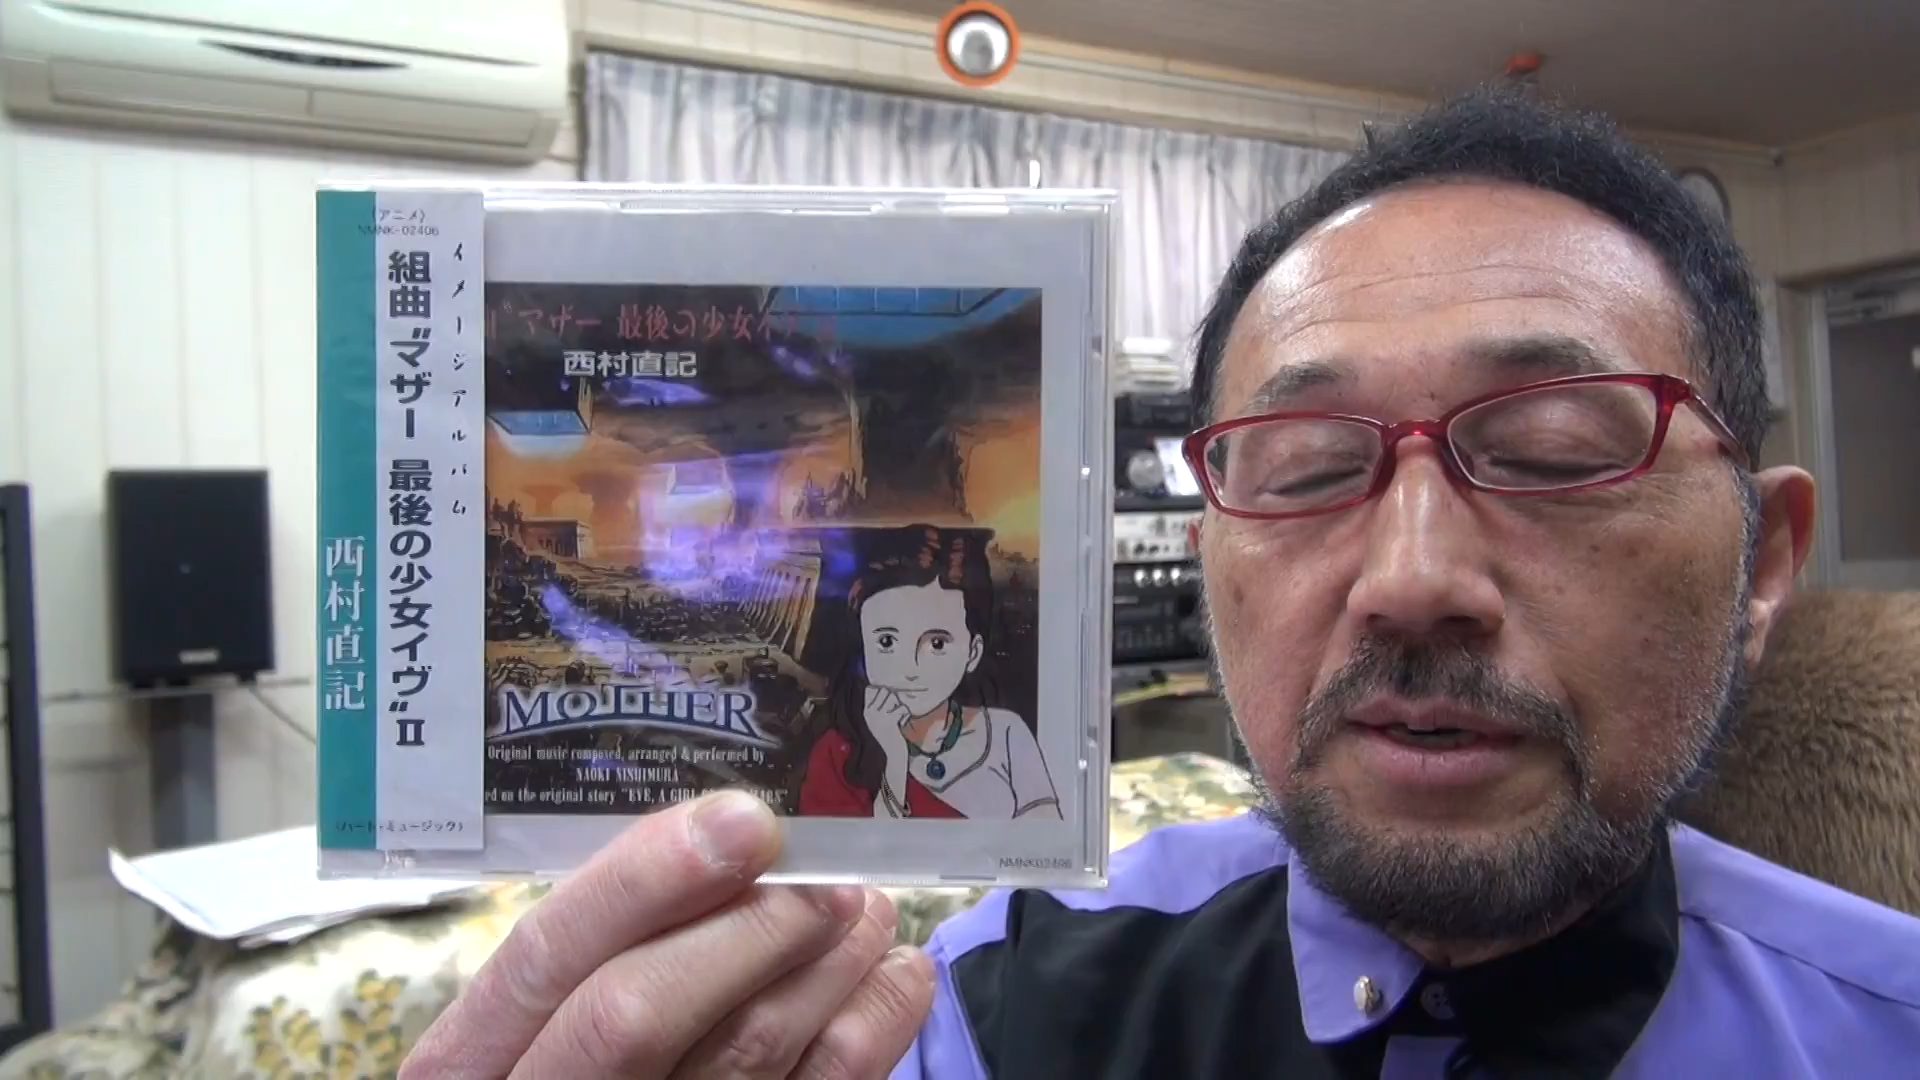 〈アニメ〉
NMNK-02406
イメージアルバム
組曲“マザー 最後の少女イヴ”II
西村直記
〈ハート・ミュージック〉
マザー 最後の少女イヴ
西村直記
MOTHER
Original music composed, arranged & performed by
NAOKI NISHIMURA
on the original story "EVE, A GIRL
NMNK02406